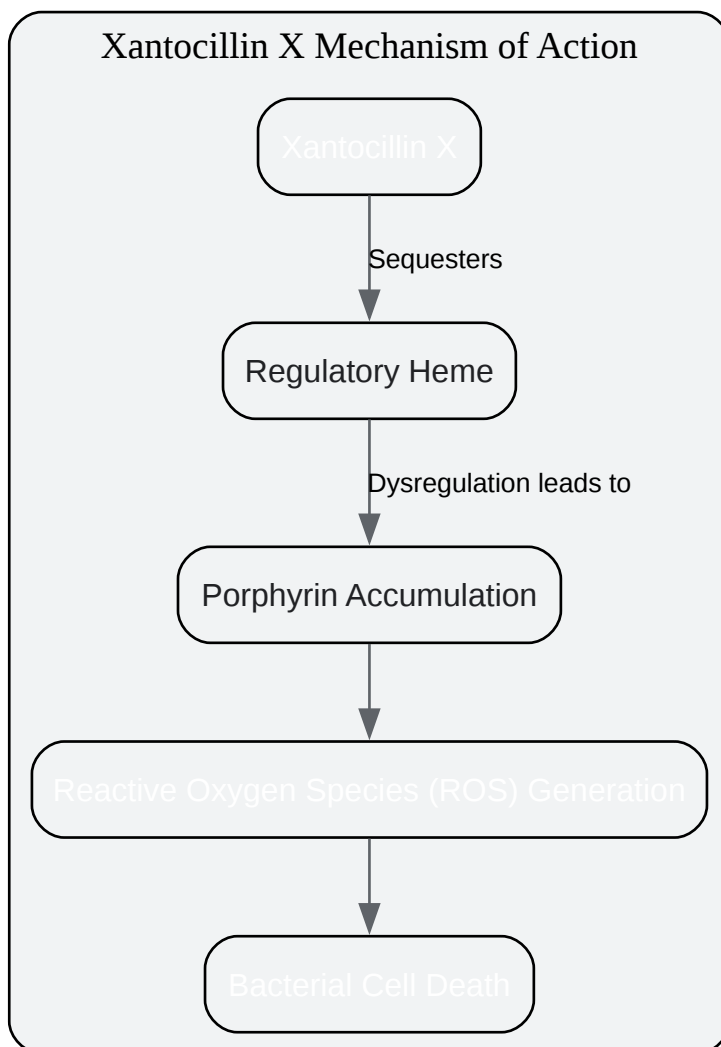 Xantocillin X Mechanism of Action
Xantocillin X
Sequesters
Regulatory Heme
Dysregulation leads to
Porphyrin Accumulation
Reactive Oxygen Species (ROS) Generation
Bacterial Cell Death